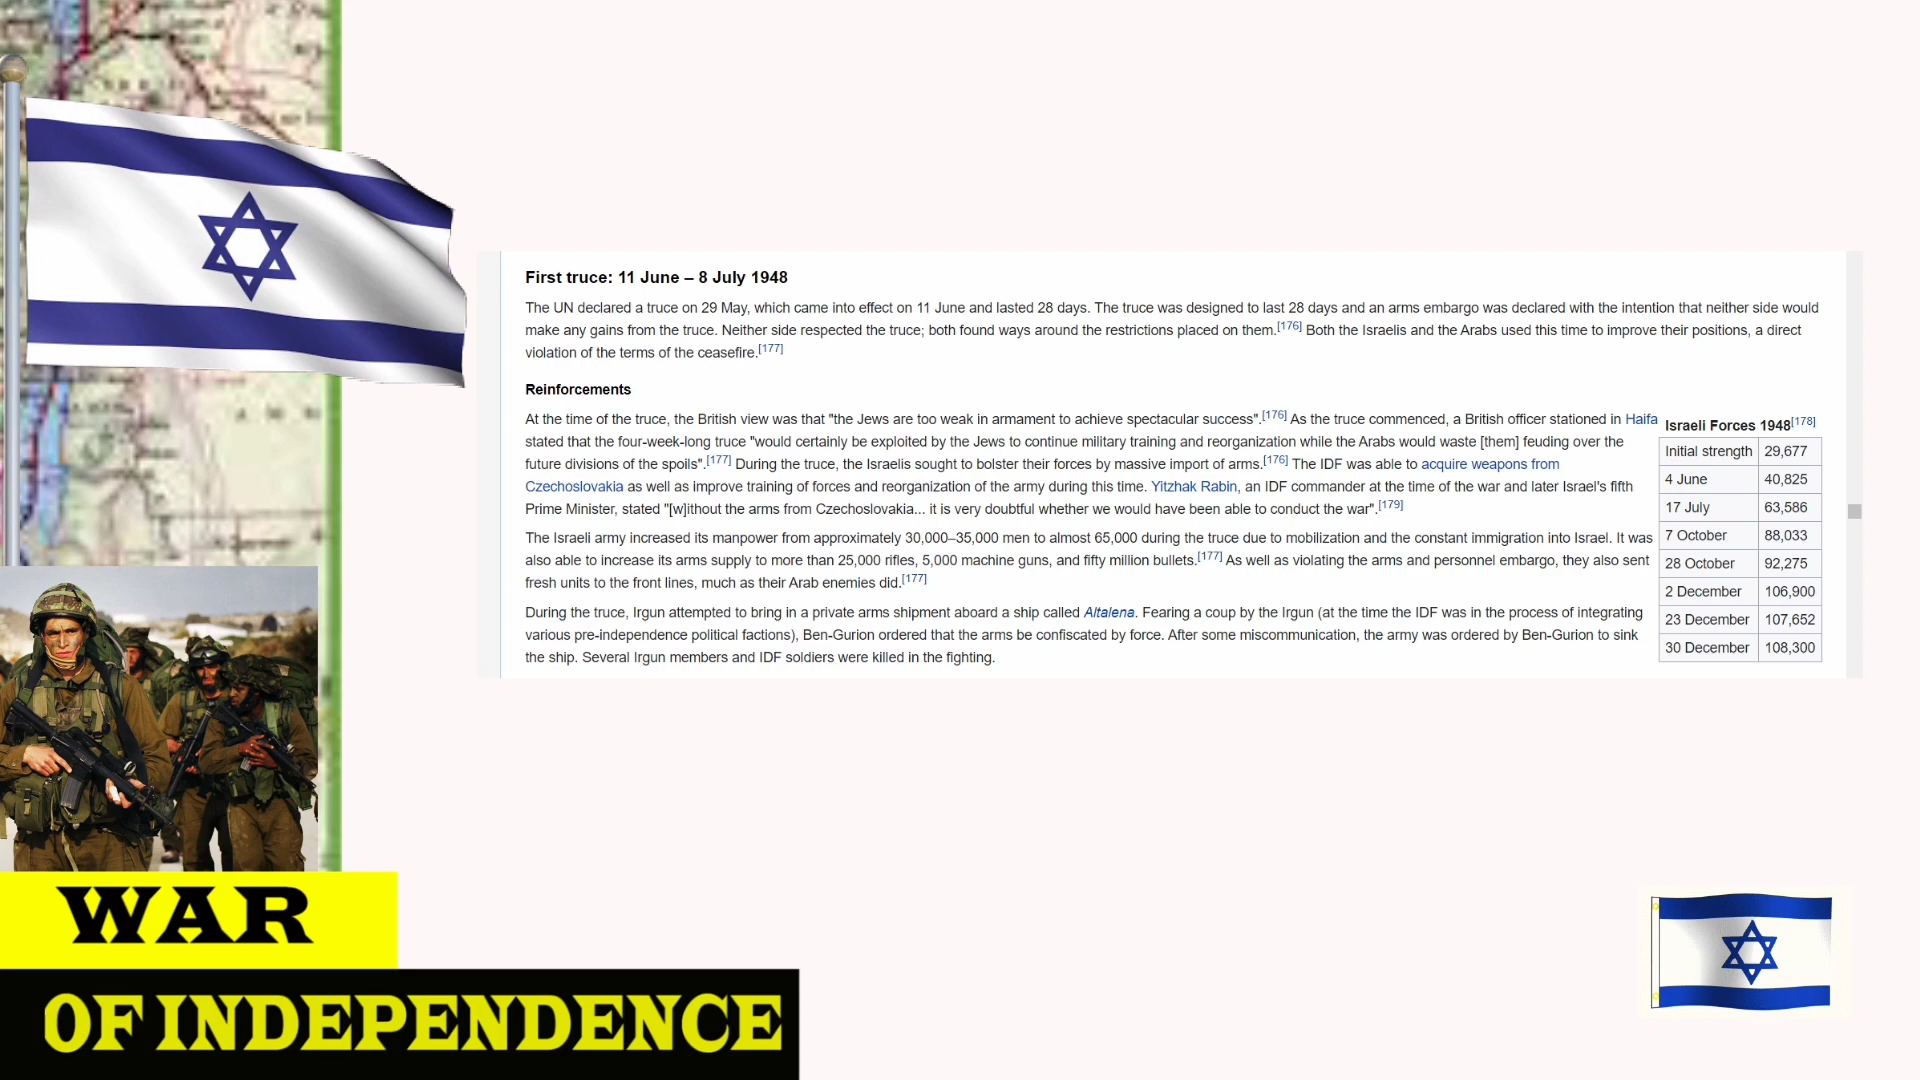 First truce: 11 June – 8 July 1948
The UN declared a truce on 29 May, which came into effect on 11 June and lasted 28 days. The truce was designed to last 28 days and an arms embargo was declared with the intention that neither side would
make any gains from the truce. Neither side respected the truce; both found ways around the restrictions placed on them.[176] Both the Israelis and the Arabs used this time to improve their positions, a direct
violation of the terms of the ceasefire.[177]
Reinforcements
At the time of the truce, the British view was that "the Jews are too weak in armament to achieve spectacular success".[176] As the truce commenced, a British officer stationed in Haifa
stated that the four-week-long truce "would certainly be exploited by the Jews to continue military training and reorganization while the Arabs would waste [them] feuding over the
future divisions of the spoils".[177] During the truce, the Israelis sought to bolster their forces by massive import of arms.[176] The IDF was able to acquire weapons from
Czechoslovakia as well as improve training of forces and reorganization of the army during this time. Yitzhak Rabin, an IDF commander at the time of the war and later Israel's fifth
Prime Minister, stated "[w]ithout the arms from Czechoslovakia... it is very doubtful whether we would have been able to conduct the war".[179]
The Israeli army increased its manpower from approximately 30,000–35,000 men to almost 65,000 during the truce due to mobilization and the constant immigration into Israel. It was
also able to increase its arms supply to more than 25,000 rifles, 5,000 machine guns, and fifty million bullets.[177] As well as violating the arms and personnel embargo, they also sent
fresh units to the front lines, much as their Arab enemies did.[177]
During the truce, Irgun attempted to bring in a private arms shipment aboard a ship called Altalena. Fearing a coup by the Irgun (at the time the IDF was in the process of integrating
various pre-independence political factions), Ben-Gurion ordered that the arms be confiscated by force. After some miscommunication, the army was ordered by Ben-Gurion to sink
the ship. Several Irgun members and IDF soldiers were killed in the fighting.
Israeli Forces 1948[178]
Initial strength 29,677
4 June 40,825
17 July 63,586
7 October 88,033
28 October 92,275
2 December 106,900
23 December 107,652
30 December 108,300
WAR
OF INDEPENDENCE